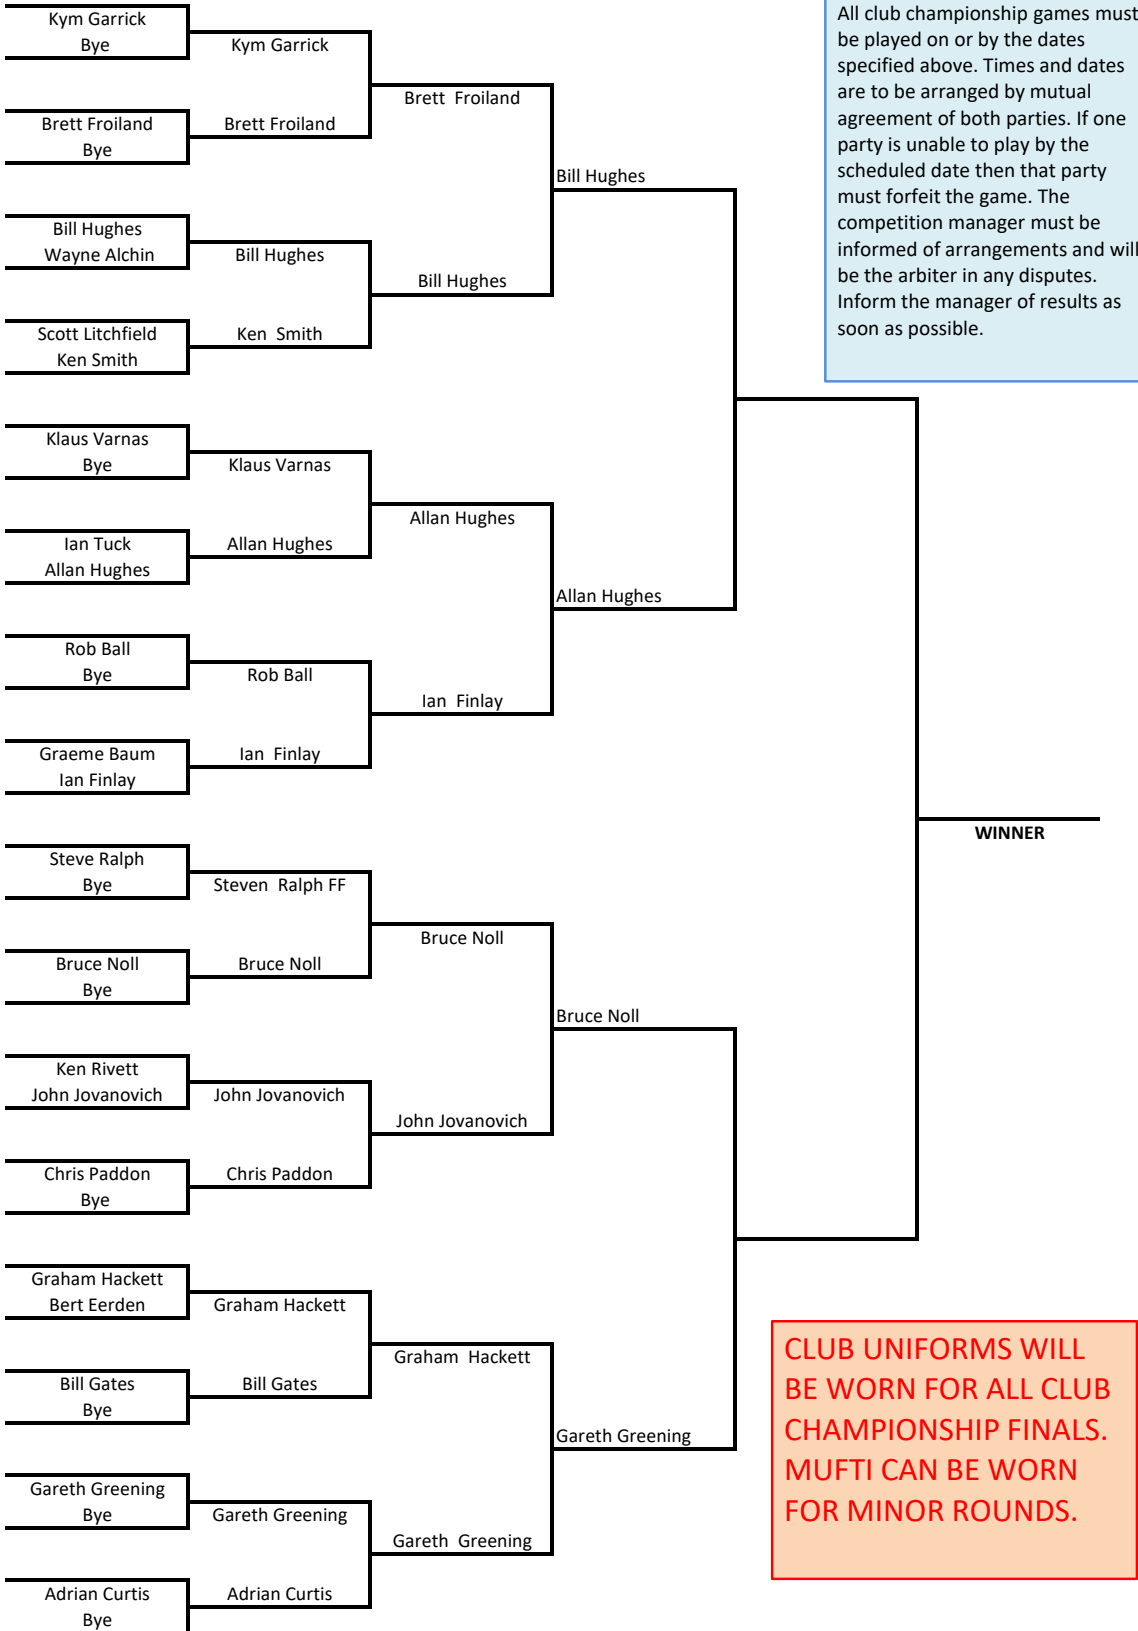 Kym Garrick
Bye
Brett Froiland
Bye
Bill Hughes
Wayne Alchin
Scott Litchfield
Ken Smith
Klaus Varnas
Bye
Ian Tuck
Allan Hughes
Rob Ball
Bye
Graeme Baum
Ian Finlay
Steve Ralph
Bye
Bruce Noll
Bye
Ken Rivett
John Jovanovich
Chris Paddon
Bye
Graham Hackett
Bert Eerden
Bill Gates
Bye
Gareth Greening
Bye
Adrian Curtis
Bye
Kym Garrick
Brett Froiland
Bill Hughes
Ken Smith
Klaus Varnas
Allan Hughes
Rob Ball
Ian Finlay
Steven Ralph FF
Bruce Noll
John Jovanovich
Chris Paddon
Graham Hackett
Bill Gates
Gareth Greening
Adrian Curtis
Brett Froiland
Bill Hughes
Allan Hughes
Ian Finlay
Bruce Noll
John Jovanovich
Graham Hackett
Gareth Greening
Bill Hughes
Allan Hughes
Bruce Noll
Gareth Greening
WINNER
All club championship games must
be played on or by the dates
specified above. Times and dates
are to be arranged by mutual
agreement of both parties. If one
party is unable to play by the
scheduled date then that party
must forfeit the game. The
competition manager must be
informed of arrangements and will
be the arbiter in any disputes.
Inform the manager of results as
soon as possible.
CLUB UNIFORMS WILL
BE WORN FOR ALL CLUB
CHAMPIONSHIP FINALS.
MUFTI CAN BE WORN
FOR MINOR ROUNDS.